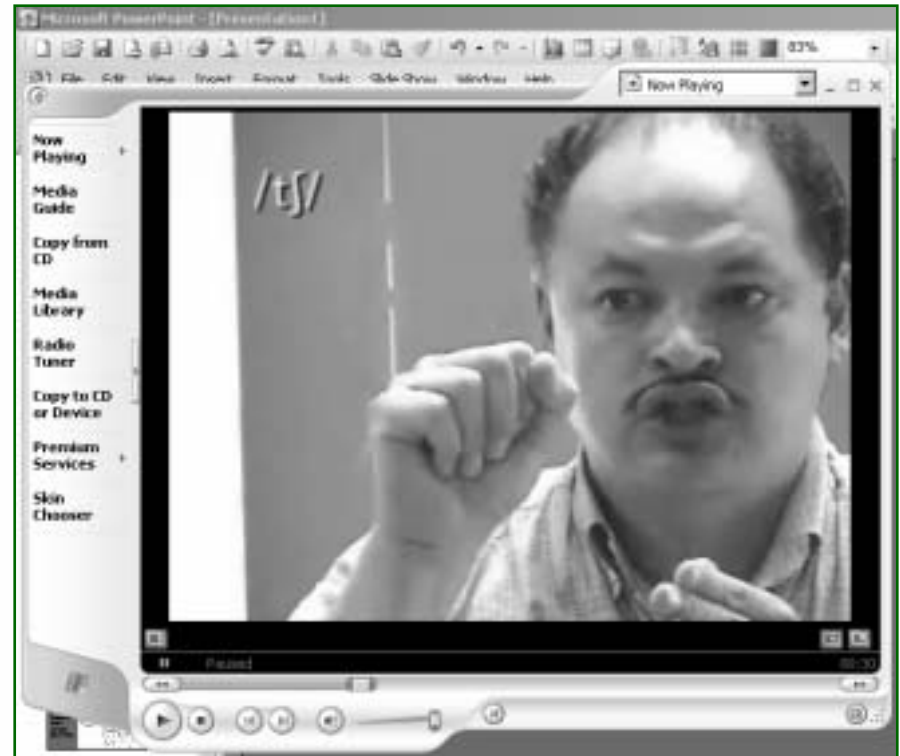 Microsoft PowerPoint - [Presentation1]
83%
File Edit View Insert Format Tools Slide Show Window Help
Now Playing
Now
Playing
Media
Guide
Copy from
CD
Media
Library
Radio
Tuner
Copy to CD
or Device
Premium
Services
Skin
Chooser
/tʃ/
Paused
00:30